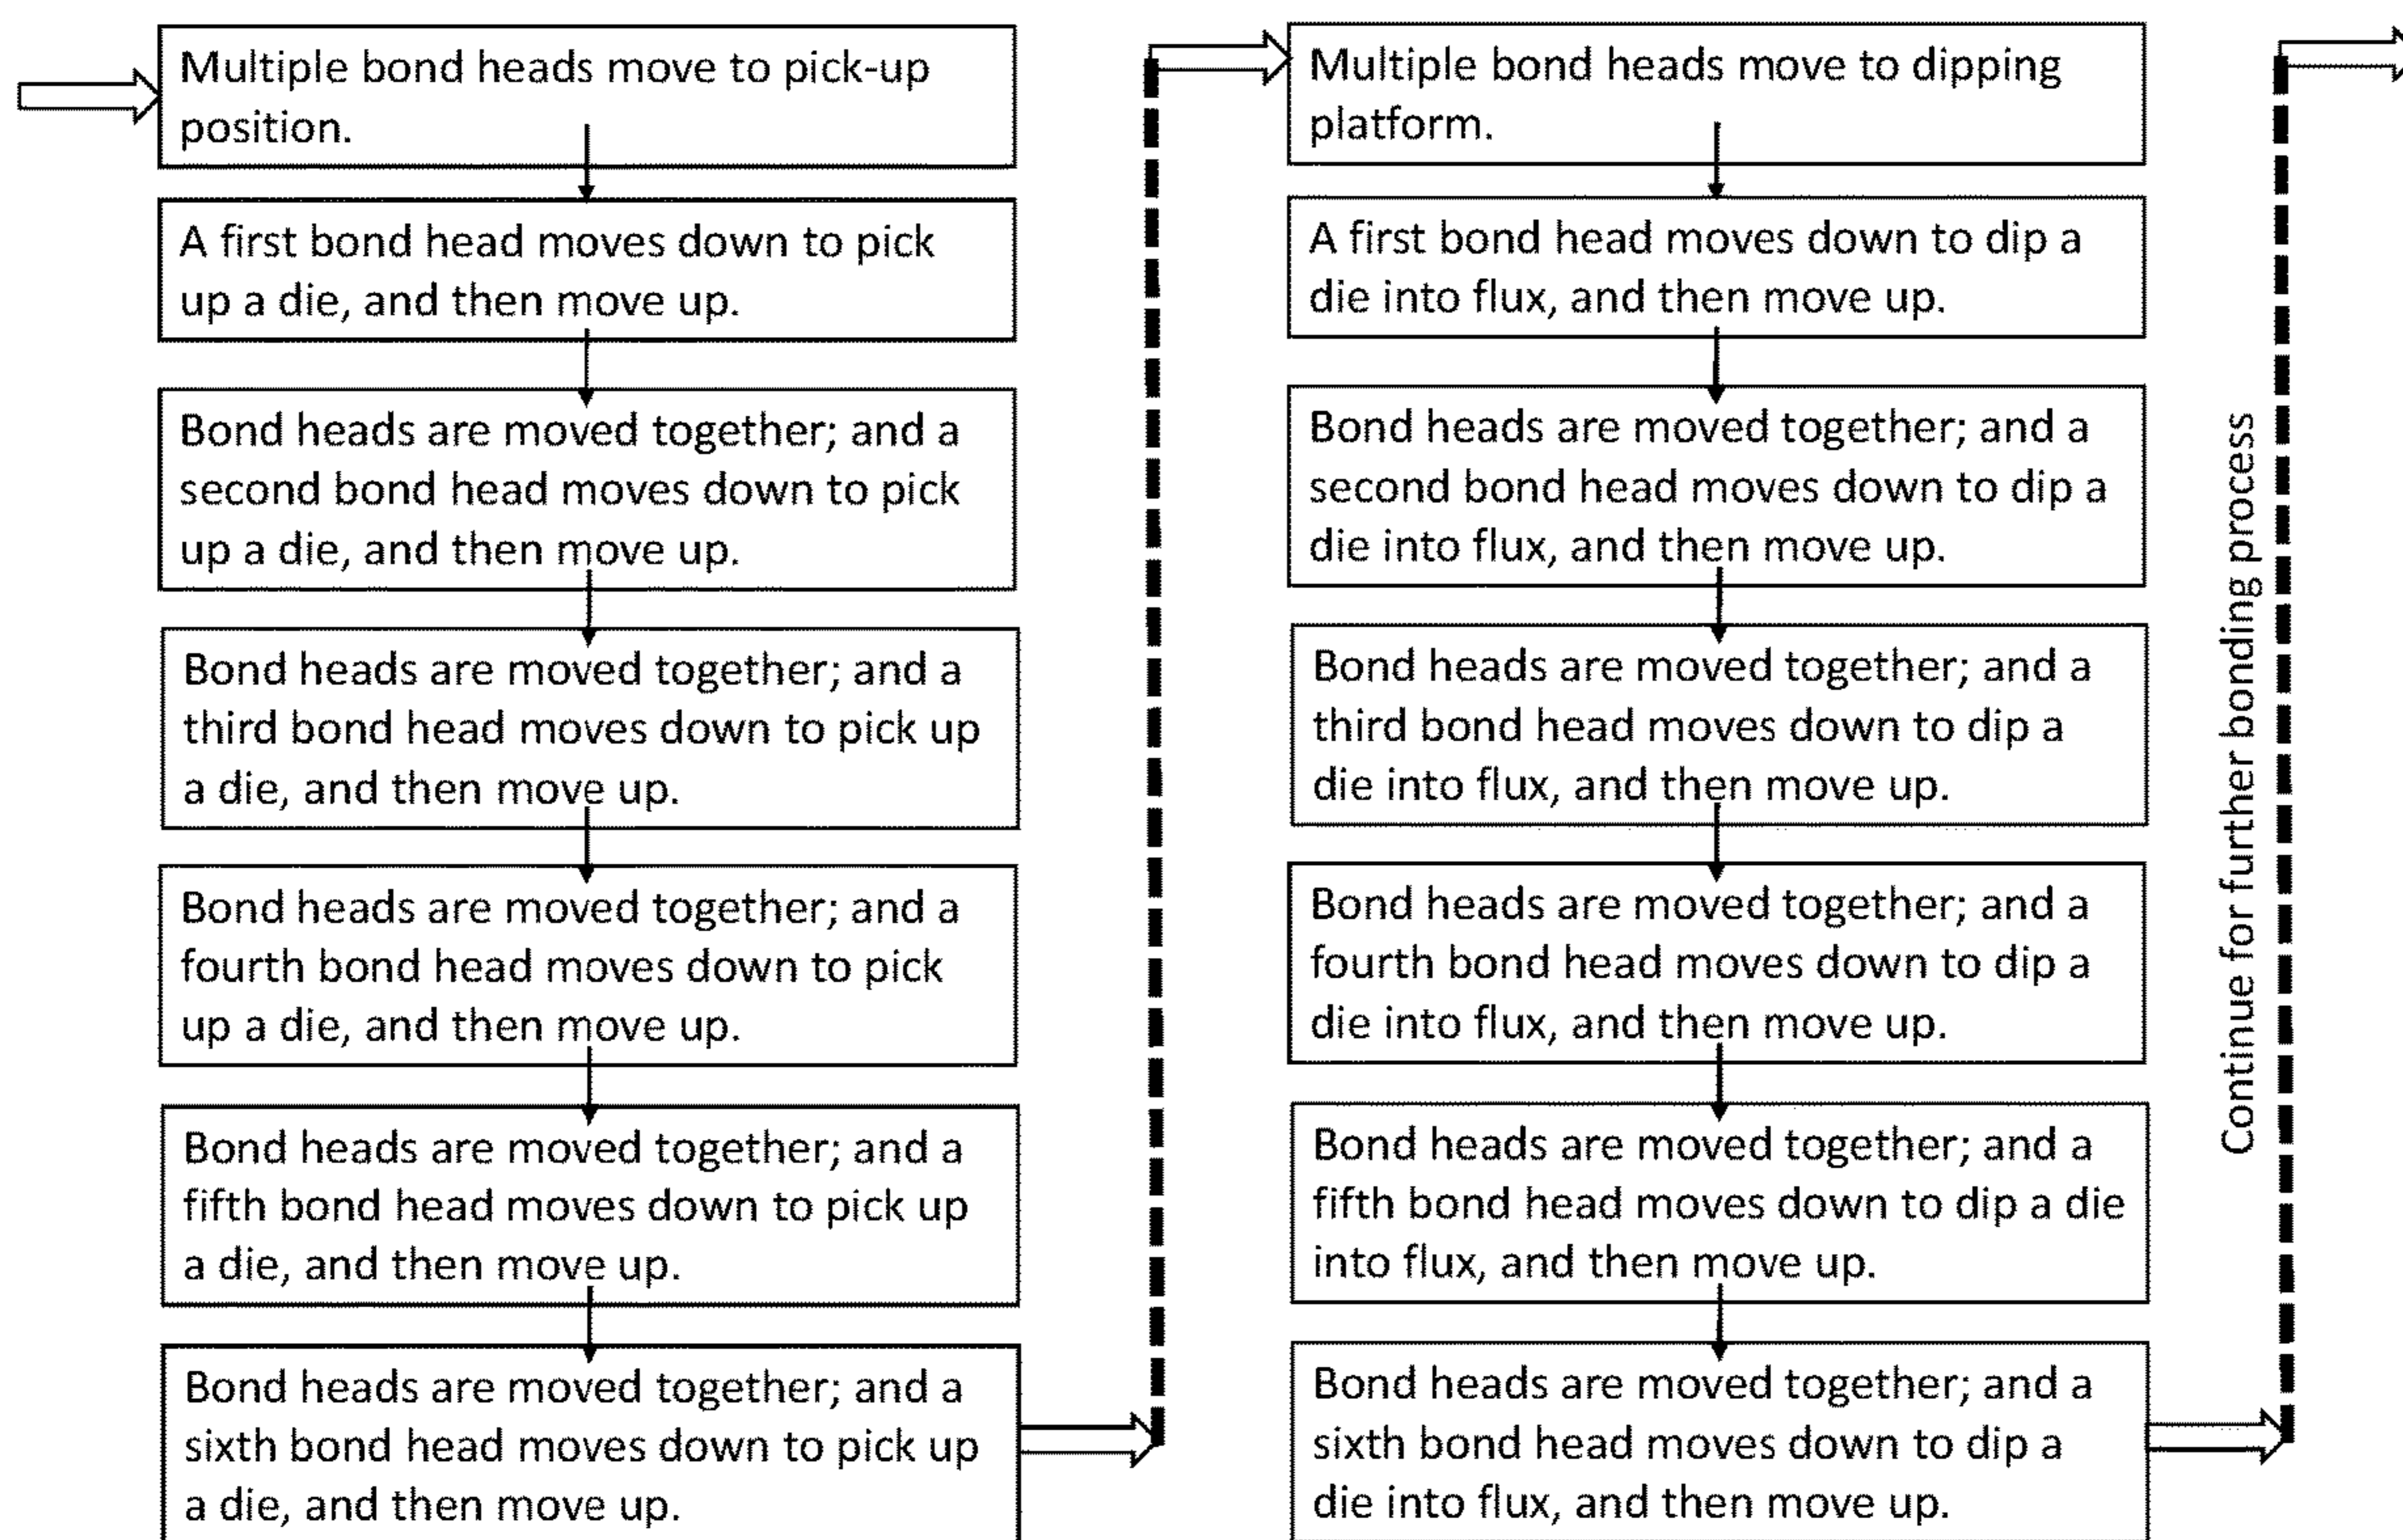 Multiple bond heads move to pick-up
position.
A first bond head moves down to pick
up a die, and then move up.
Bond heads are moved together; and a
second bond head moves down to pick
up a die, and then move up.
Bond heads are moved together; and a
third bond head moves down to pick up
a die, and then move up.
Bond heads are moved together; and a
fourth bond head moves down to pick
up a die, and then move up.
Bond heads are moved together; and a
fifth bond head moves down to pick up
a die, and then move up.
Bond heads are moved together; and a
sixth bond head moves down to pick up
a die, and then move up.
Multiple bond heads move to dipping
platform.
A first bond head moves down to dip a
die into flux, and then move up.
Bond heads are moved together; and a
second bond head moves down to dip a
die into flux, and then move up.
Bond heads are moved together; and a
third bond head moves down to dip a
die into flux, and then move up.
Bond heads are moved together; and a
fourth bond head moves down to dip a
die into flux, and then move up.
Bond heads are moved together; and a
fifth bond head moves down to dip a die
into flux, and then move up.
Bond heads are moved together; and a
sixth bond head moves down to dip a
die into flux, and then move up.
Continue for further bonding process